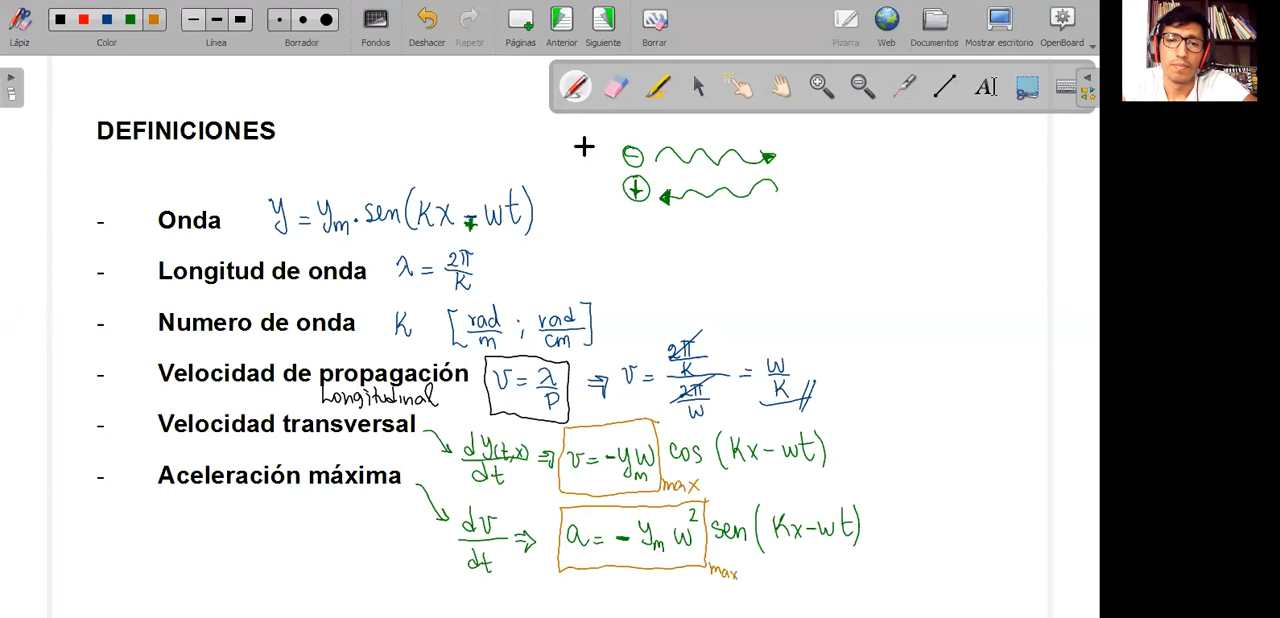 Lápiz Color Línea Borrador Fondos Deshacer Repetir Páginas Anterior Siguiente Borrar Pizarra Web Documentos Mostrar escritorio OpenBoard
DEFINICIONES
- Onda y = ym · sen(Kx - wt)
- Longitud de onda λ = 2π/K
- Numero de onda K [rad/m ; rad/cm]
- Velocidad de propagación v = λ/P ⇒ v = (2π/K)/(2π/w) = w/K //
Longitudinal
- Velocidad transversal
dy(t,x)/dt ⇒ v = -ym w max cos(Kx - wt)
- Aceleración máxima
dv/dt ⇒ a = - ym w² max sen(Kx - wt)